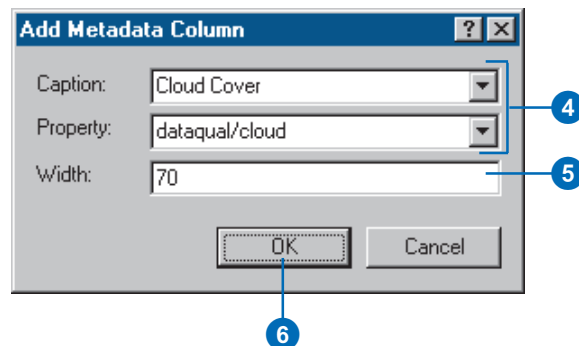 Add Metadata Column
?
Caption: Cloud Cover
4
Property: dataqual/cloud
Width: 70
5
OK Cancel
6